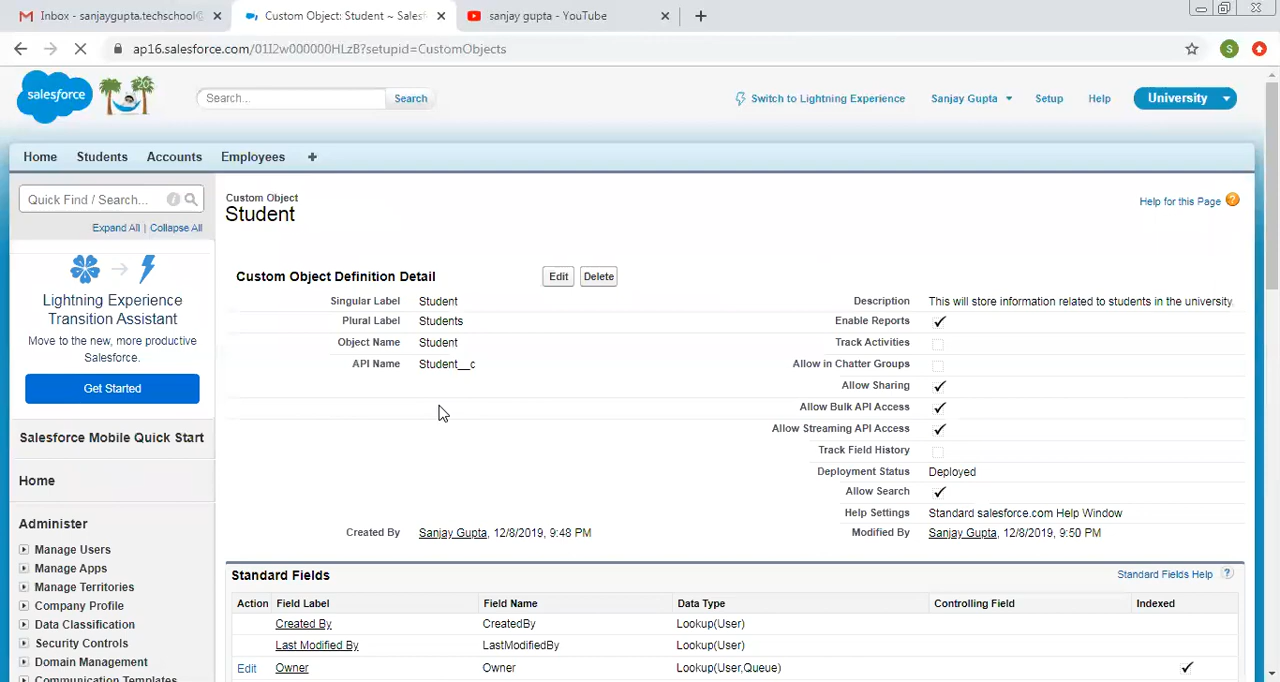 Inbox - sanjaygupta.techschool@
Custom Object: Student ~ Salesf
sanjay gupta - YouTube
ap16.salesforce.com/01I2w000000HLzB?setupid=CustomObjects
S
salesforce
20
Search...
Search
Switch to Lightning Experience
Sanjay Gupta
Setup
Help
University
Home
Students
Accounts
Employees
Quick Find / Search...
Expand All | Collapse All
Lightning Experience
Transition Assistant
Move to the new, more productive
Salesforce.
Get Started
Salesforce Mobile Quick Start
Home
Administer
Manage Users
Manage Apps
Manage Territories
Company Profile
Data Classification
Security Controls
Domain Management
Communication Templates
Custom Object
Student
Help for this Page
Custom Object Definition Detail
Edit
Delete
Singular Label Student
Description This will store information related to students in the university.
Plural Label Students
Enable Reports
Object Name Student
Track Activities
API Name Student__c
Allow in Chatter Groups
Allow Sharing
Allow Bulk API Access
Allow Streaming API Access
Track Field History
Deployment Status Deployed
Allow Search
Help Settings Standard salesforce.com Help Window
Created By Sanjay Gupta, 12/8/2019, 9:48 PM
Modified By Sanjay Gupta, 12/8/2019, 9:50 PM
Standard Fields
Standard Fields Help ?
Action Field Label Field Name Data Type Controlling Field Indexed
Created By CreatedBy Lookup(User)
Last Modified By LastModifiedBy Lookup(User)
Edit Owner Owner Lookup(User,Queue)